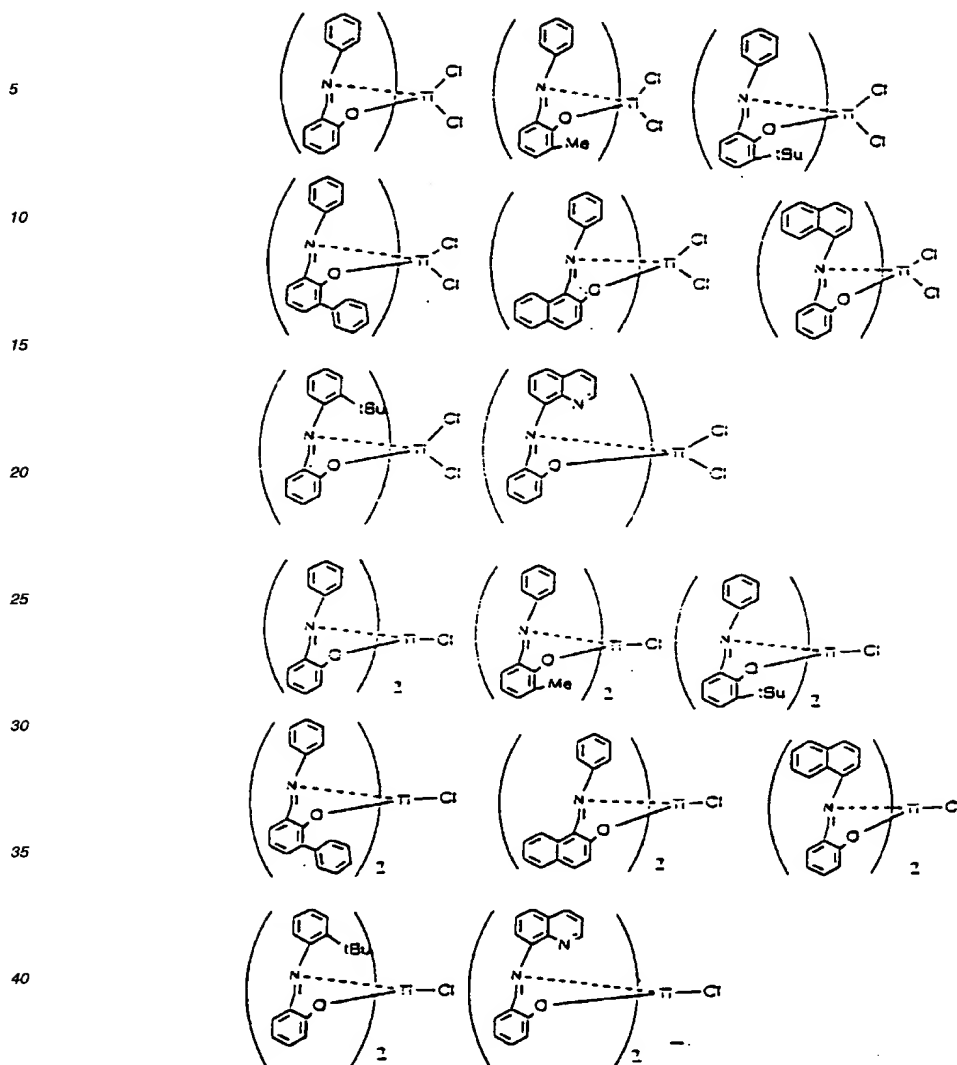 5
N O Ti Cl Cl
N O Me Ti Cl Cl
N O tBu Ti Cl Cl
10
N O Ti Cl Cl
N O Ti Cl Cl
N O Ti Cl Cl
15
tBu N O Ti Cl Cl
N N O Ti Cl Cl
20
25
N O Ti Cl 2
N O Me Ti Cl 2
N O tBu Ti Cl 2
30
N O Ti Cl 2
N O Ti Cl 2
N O Ti Cl 2
35
tBu N O Ti Cl 2
N N O Ti Cl 2
40